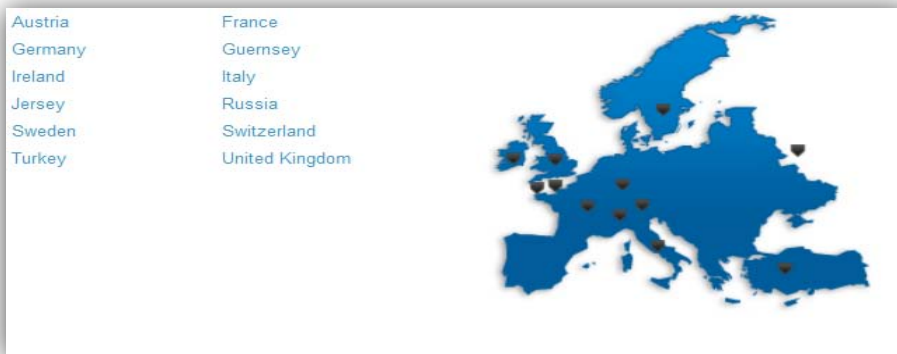 Austria France
Germany Guernsey
Ireland Italy
Jersey Russia
Sweden Switzerland
Turkey United Kingdom